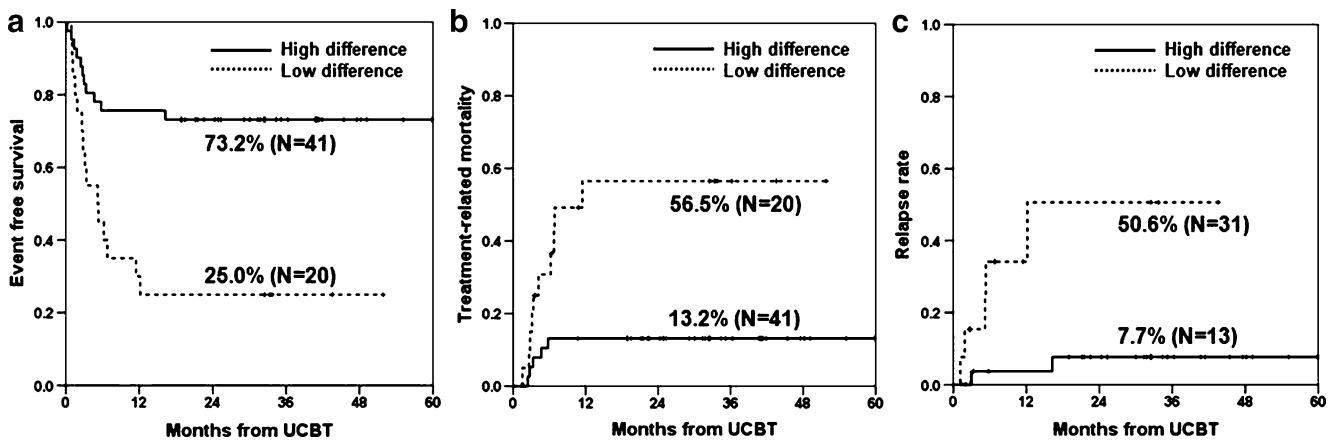 a
Event free survival
1.0
0.8
0.6
0.4
0.2
0.0
High difference
Low difference
73.2% (N=41)
25.0% (N=20)
0 12 24 36 48 60
Months from UCBT
b
Treatment-related mortality
1.0
0.8
0.6
0.4
0.2
0.0
High difference
Low difference
56.5% (N=20)
13.2% (N=41)
0 12 24 36 48 60
Months from UCBT
c
Relapse rate
1.0
0.8
0.6
0.4
0.2
0.0
High difference
Low difference
50.6% (N=31)
7.7% (N=13)
0 12 24 36 48 60
Months from UCBT